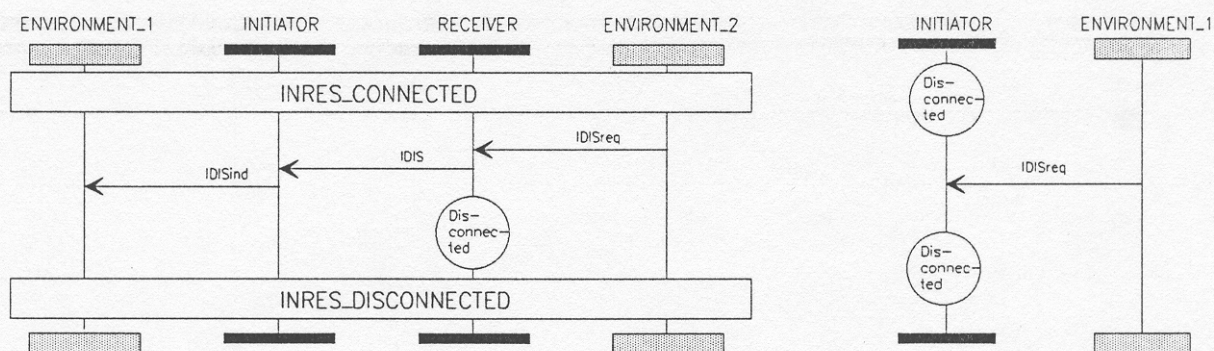 ENVIRONMENT_1 INITIATOR RECEIVER ENVIRONMENT_2
INRES_CONNECTED
IDISreq
IDIS
IDISind
Dis-
connec-
ted
INRES_DISCONNECTED
INITIATOR ENVIRONMENT_1
Dis-
connec-
ted
IDISreq
Dis-
connec-
ted